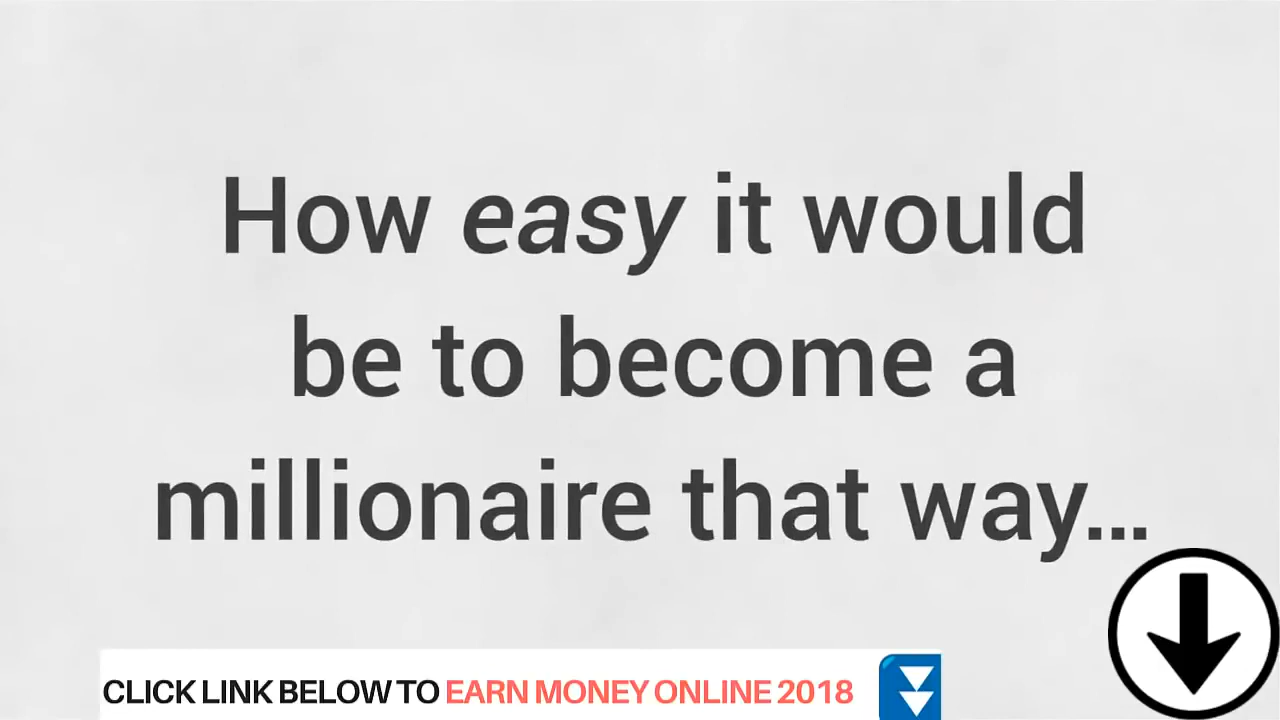 How easy it would
be to become a
millionaire that way...
CLICK LINK BELOW TO EARN MONEY ONLINE 2018